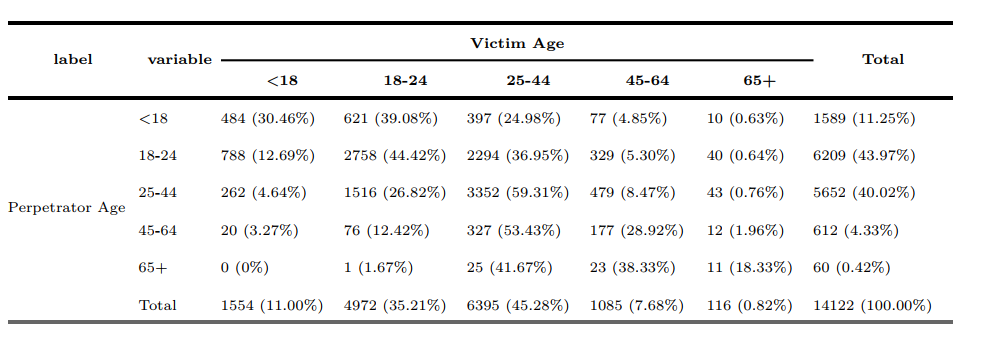 Victim Age
label variable Total
<18 18-24 25-44 45-64 65+
<18 484 (30.46%) 621 (39.08%) 397 (24.98%) 77 (4.85%) 10 (0.63%) 1589 (11.25%)
18-24 788 (12.69%) 2758 (44.42%) 2294 (36.95%) 329 (5.30%) 40 (0.64%) 6209 (43.97%)
25-44 262 (4.64%) 1516 (26.82%) 3352 (59.31%) 479 (8.47%) 43 (0.76%) 5652 (40.02%)
Perpetrator Age
45-64 20 (3.27%) 76 (12.42%) 327 (53.43%) 177 (28.92%) 12 (1.96%) 612 (4.33%)
65+ 0 (0%) 1 (1.67%) 25 (41.67%) 23 (38.33%) 11 (18.33%) 60 (0.42%)
Total 1554 (11.00%) 4972 (35.21%) 6395 (45.28%) 1085 (7.68%) 116 (0.82%) 14122 (100.00%)